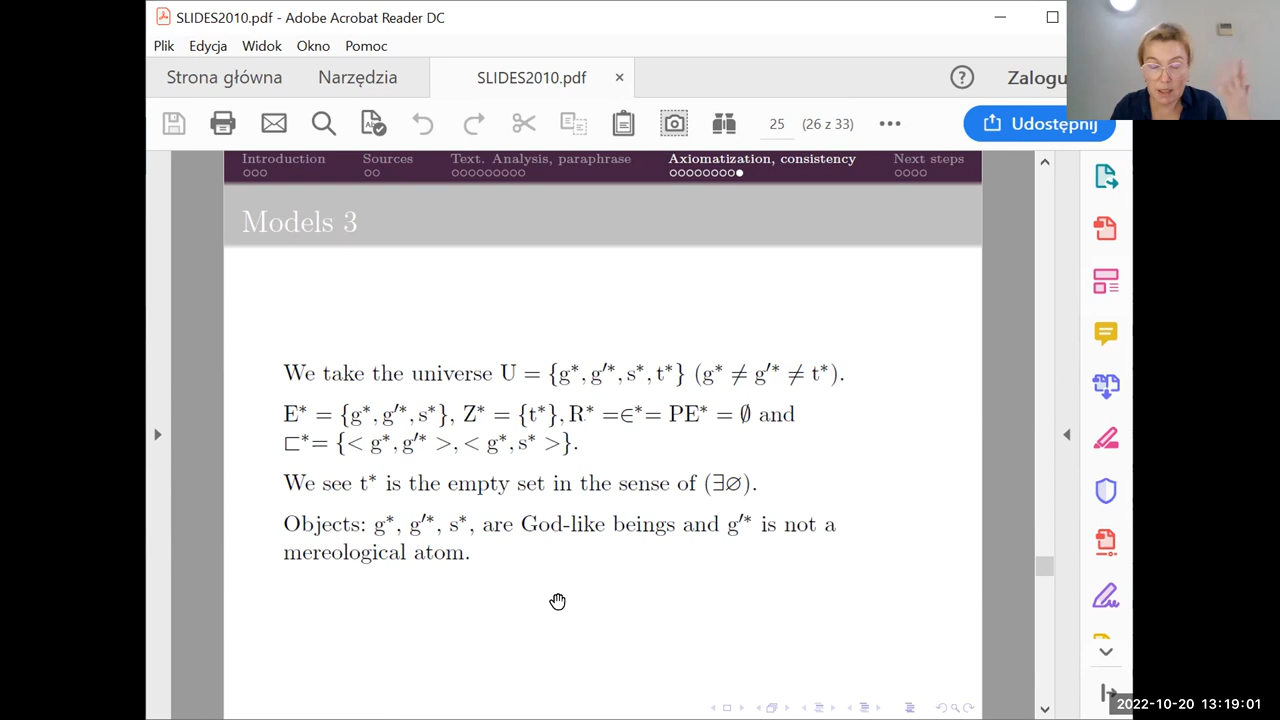 SLIDES2010.pdf - Adobe Acrobat Reader DC
Plik Edycja Widok Okno Pomoc
Strona główna Narzędzia SLIDES2010.pdf × ? Zalogu
25 (26 z 33) Udostępnij
Introduction Sources Text. Analysis, paraphrase Axiomatization, consistency Next steps
Models 3
We take the universe U = {g*, g′*, s*, t*} (g* ≠ g′* ≠ t*).
E* = {g*, g′*, s*}, Z* = {t*}, R* =∈*= PE* = ∅ and
⊏*= {< g*, g′* >, < g*, s* >}.
We see t* is the empty set in the sense of (∃∅).
Objects: g*, g′*, s*, are God-like beings and g′* is not a
mereological atom.
2022-10-20 13:19:01